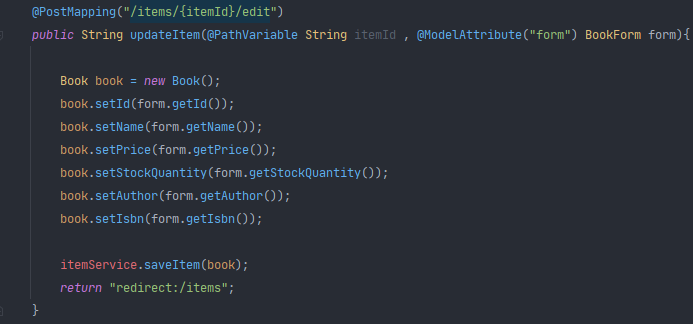 @PostMapping("/items/{itemId}/edit")
public String updateItem(@PathVariable String itemId , @ModelAttribute("form") BookForm form){
Book book = new Book();
book.setId(form.getId());
book.setName(form.getName());
book.setPrice(form.getPrice());
book.setStockQuantity(form.getStockQuantity());
book.setAuthor(form.getAuthor());
book.setIsbn(form.getIsbn());
itemService.saveItem(book);
return "redirect:/items";
}